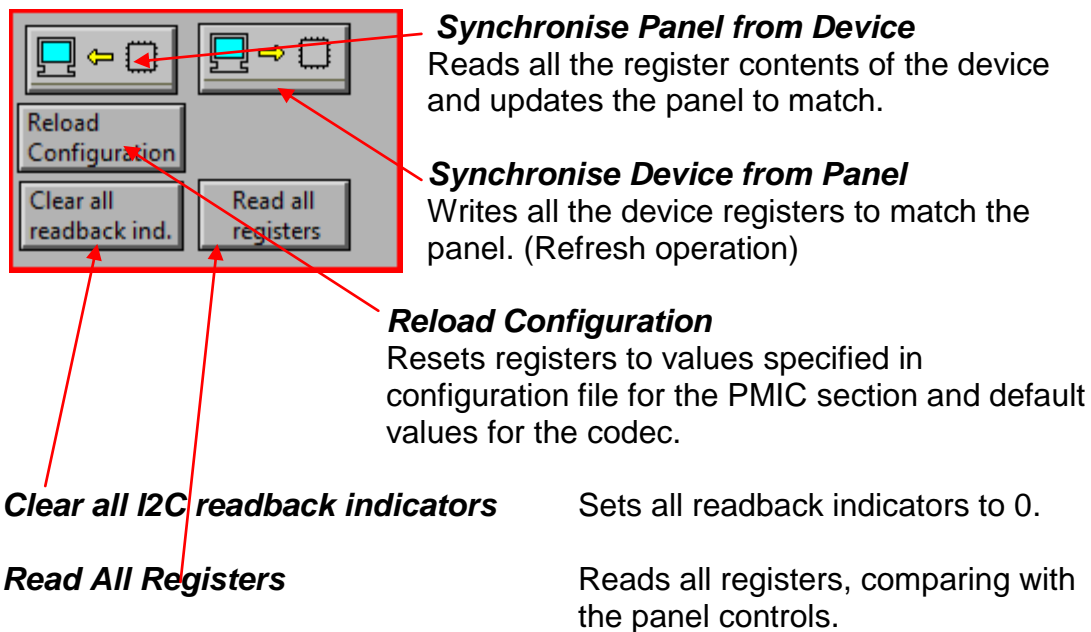 Synchronise Panel from Device
Reads all the register contents of the device
and updates the panel to match.
Reload
Configuration
Clear all
readback ind.
Read all
registers
Synchronise Device from Panel
Writes all the device registers to match the
panel. (Refresh operation)
Reload Configuration
Resets registers to values specified in
configuration file for the PMIC section and default
values for the codec.
Clear all I2C readback indicators Sets all readback indicators to 0.
Read All Registers Reads all registers, comparing with
the panel controls.